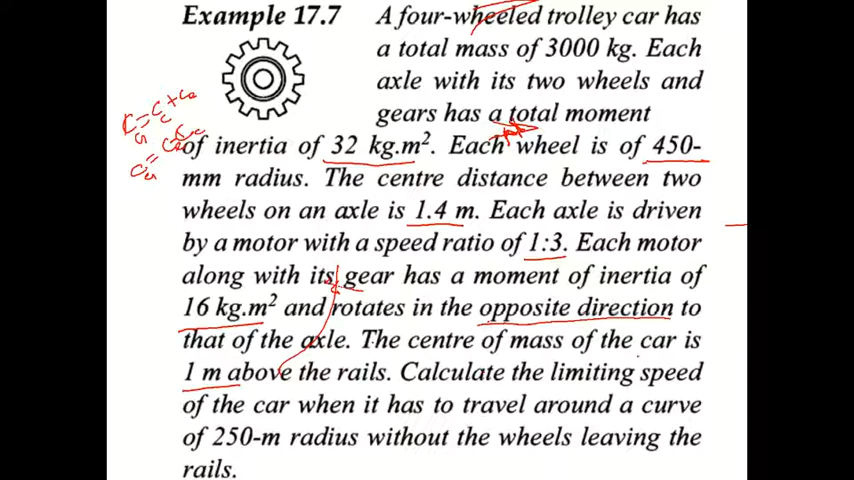 Example 17.7
A four-wheeled trolley car has
a total mass of 3000 kg. Each
axle with its two wheels and
gears has a total moment
of inertia of 32 kg.m². Each wheel is of 450-
mm radius. The centre distance between two
wheels on an axle is 1.4 m. Each axle is driven
by a motor with a speed ratio of 1:3. Each motor
along with its gear has a moment of inertia of
16 kg.m² and rotates in the opposite direction to
that of the axle. The centre of mass of the car is
1 m above the rails. Calculate the limiting speed
of the car when it has to travel around a curve
of 250-m radius without the wheels leaving the
rails.